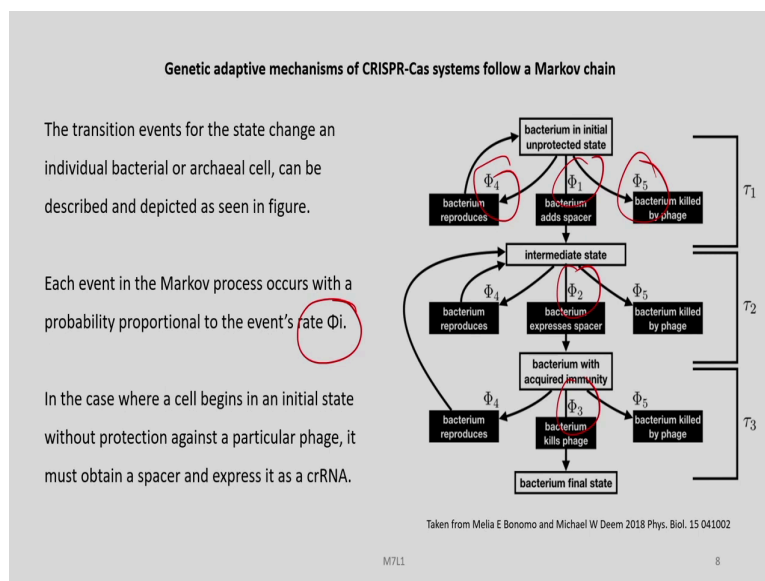 Genetic adaptive mechanisms of CRISPR-Cas systems follow a Markov chain
The transition events for the state change an
individual bacterial or archaeal cell, can be
described and depicted as seen in figure.
Each event in the Markov process occurs with a
probability proportional to the event's rate Φi.
In the case where a cell begins in an initial state
without protection against a particular phage, it
must obtain a spacer and express it as a crRNA.
bacterium in initial
unprotected state
Φ4
Φ1
Φ5
bacterium
reproduces
bacterium
adds spacer
bacterium killed
by phage
τ1
intermediate state
Φ4
Φ2
Φ5
bacterium
reproduces
bacterium
expresses spacer
bacterium killed
by phage
τ2
bacterium with
acquired immunity
Φ4
Φ3
Φ5
bacterium
reproduces
bacterium
kills phage
bacterium killed
by phage
τ3
bacterium final state
Taken from Melia E Bonomo and Michael W Deem 2018 Phys. Biol. 15 041002
M7L1
8